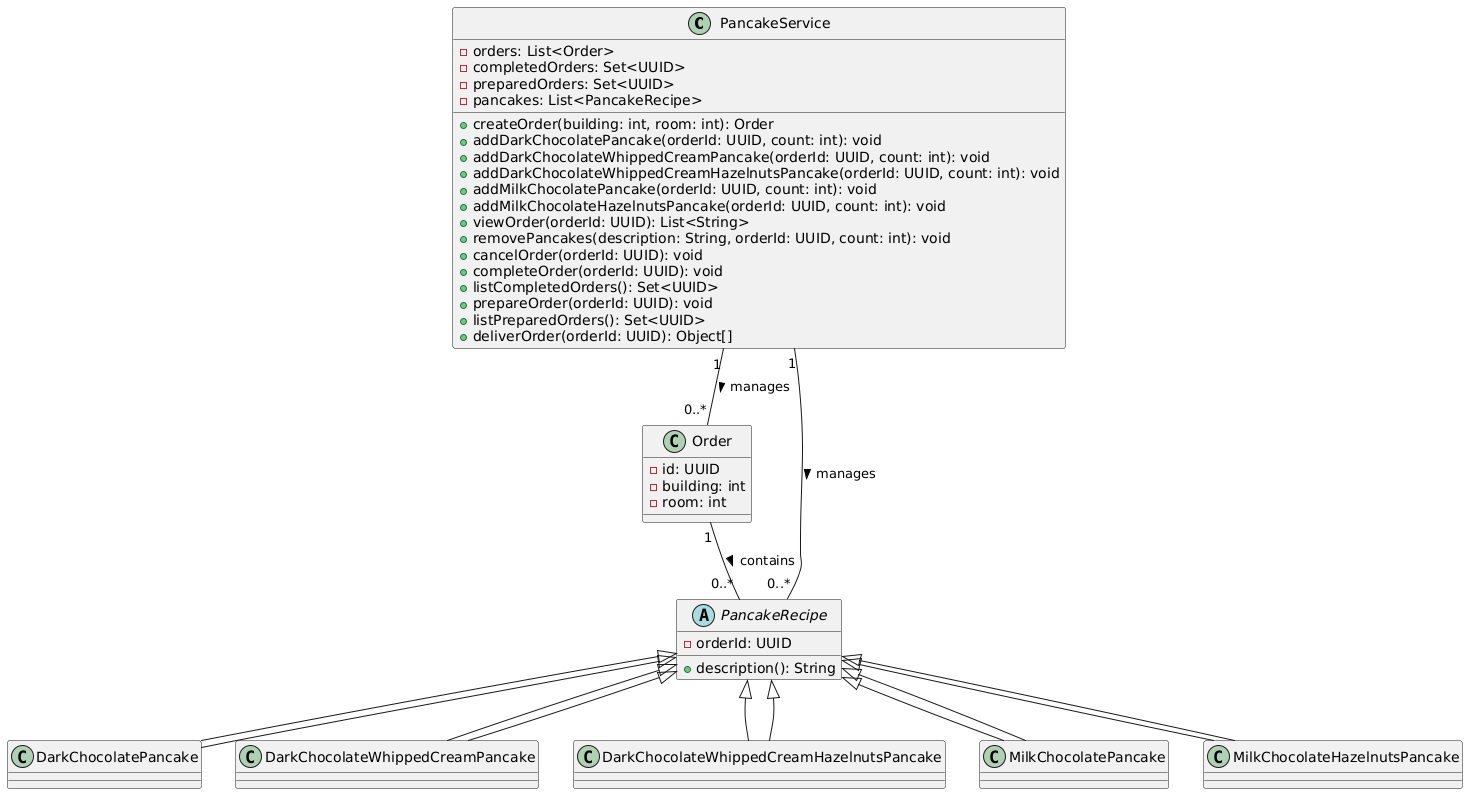 C PancakeService
orders: List<Order>
completedOrders: Set<UUID>
preparedOrders: Set<UUID>
pancakes: List<PancakeRecipe>
createOrder(building: int, room: int): Order
addDarkChocolatePancake(orderId: UUID, count: int): void
addDarkChocolateWhippedCreamPancake(orderId: UUID, count: int): void
addDarkChocolateWhippedCreamHazelnutsPancake(orderId: UUID, count: int): void
addMilkChocolatePancake(orderId: UUID, count: int): void
addMilkChocolateHazelnutsPancake(orderId: UUID, count: int): void
viewOrder(orderId: UUID): List<String>
removePancakes(description: String, orderId: UUID, count: int): void
cancelOrder(orderId: UUID): void
completeOrder(orderId: UUID): void
listCompletedOrders(): Set<UUID>
prepareOrder(orderId: UUID): void
listPreparedOrders(): Set<UUID>
deliverOrder(orderId: UUID): Object[]
1 1
manages
0..*
C Order
id: UUID
building: int
room: int
manages
1
contains
0..* 0..*
A PancakeRecipe
orderId: UUID
description(): String
C DarkChocolatePancake
C DarkChocolateWhippedCreamPancake
C DarkChocolateWhippedCreamHazelnutsPancake
C MilkChocolatePancake
C MilkChocolateHazelnutsPancake